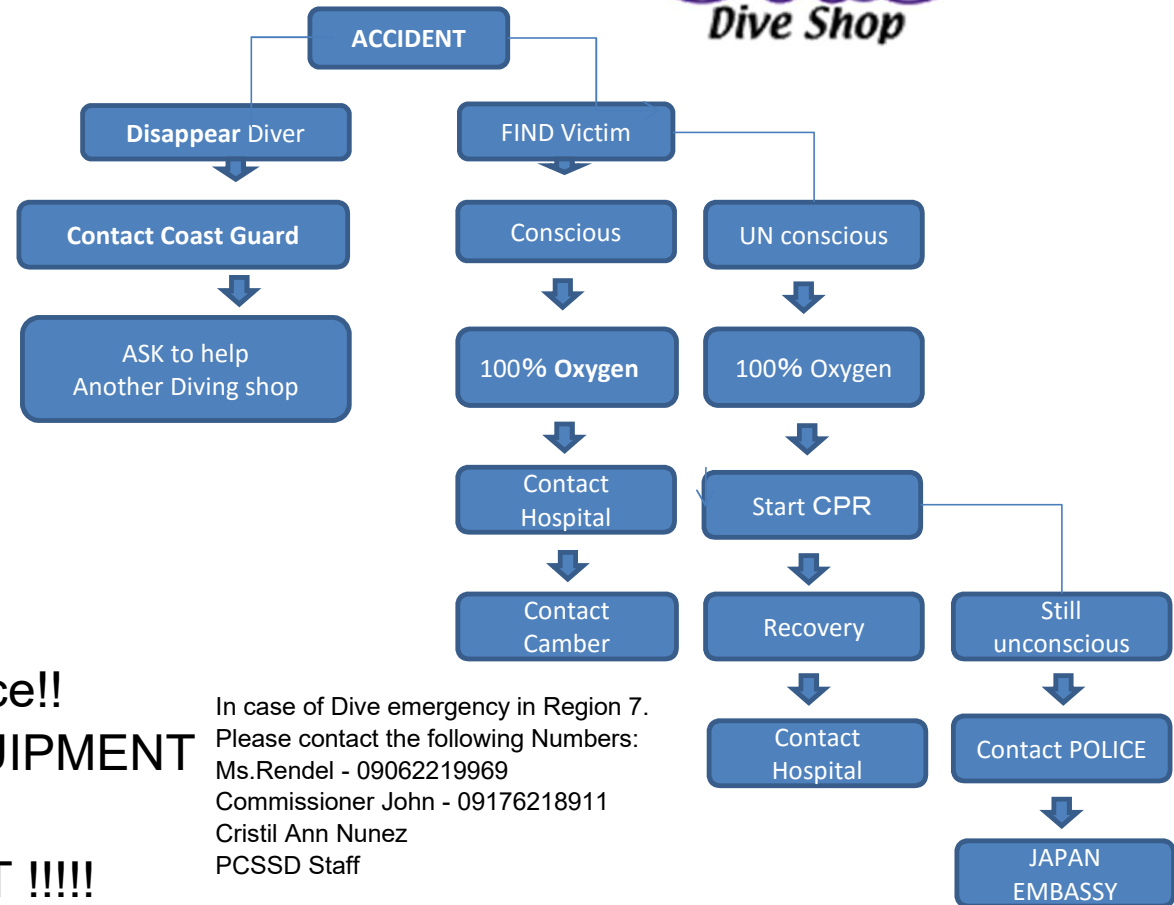 Dive Shop
ACCIDENT
Disappear Diver
FIND Victim
Contact Coast Guard
Conscious
UN conscious
ASK to help
Another Diving shop
100% Oxygen
100% Oxygen
Contact
Hospital
Start CPR
Contact
Camber
Recovery
Still
unconscious
Contact
Hospital
Contact POLICE
JAPAN
EMBASSY
In case of Dive emergency in Region 7.
Please contact the following Numbers:
Ms.Rendel - 09062219969
Commissioner John - 09176218911
Cristil Ann Nunez
PCSSD Staff